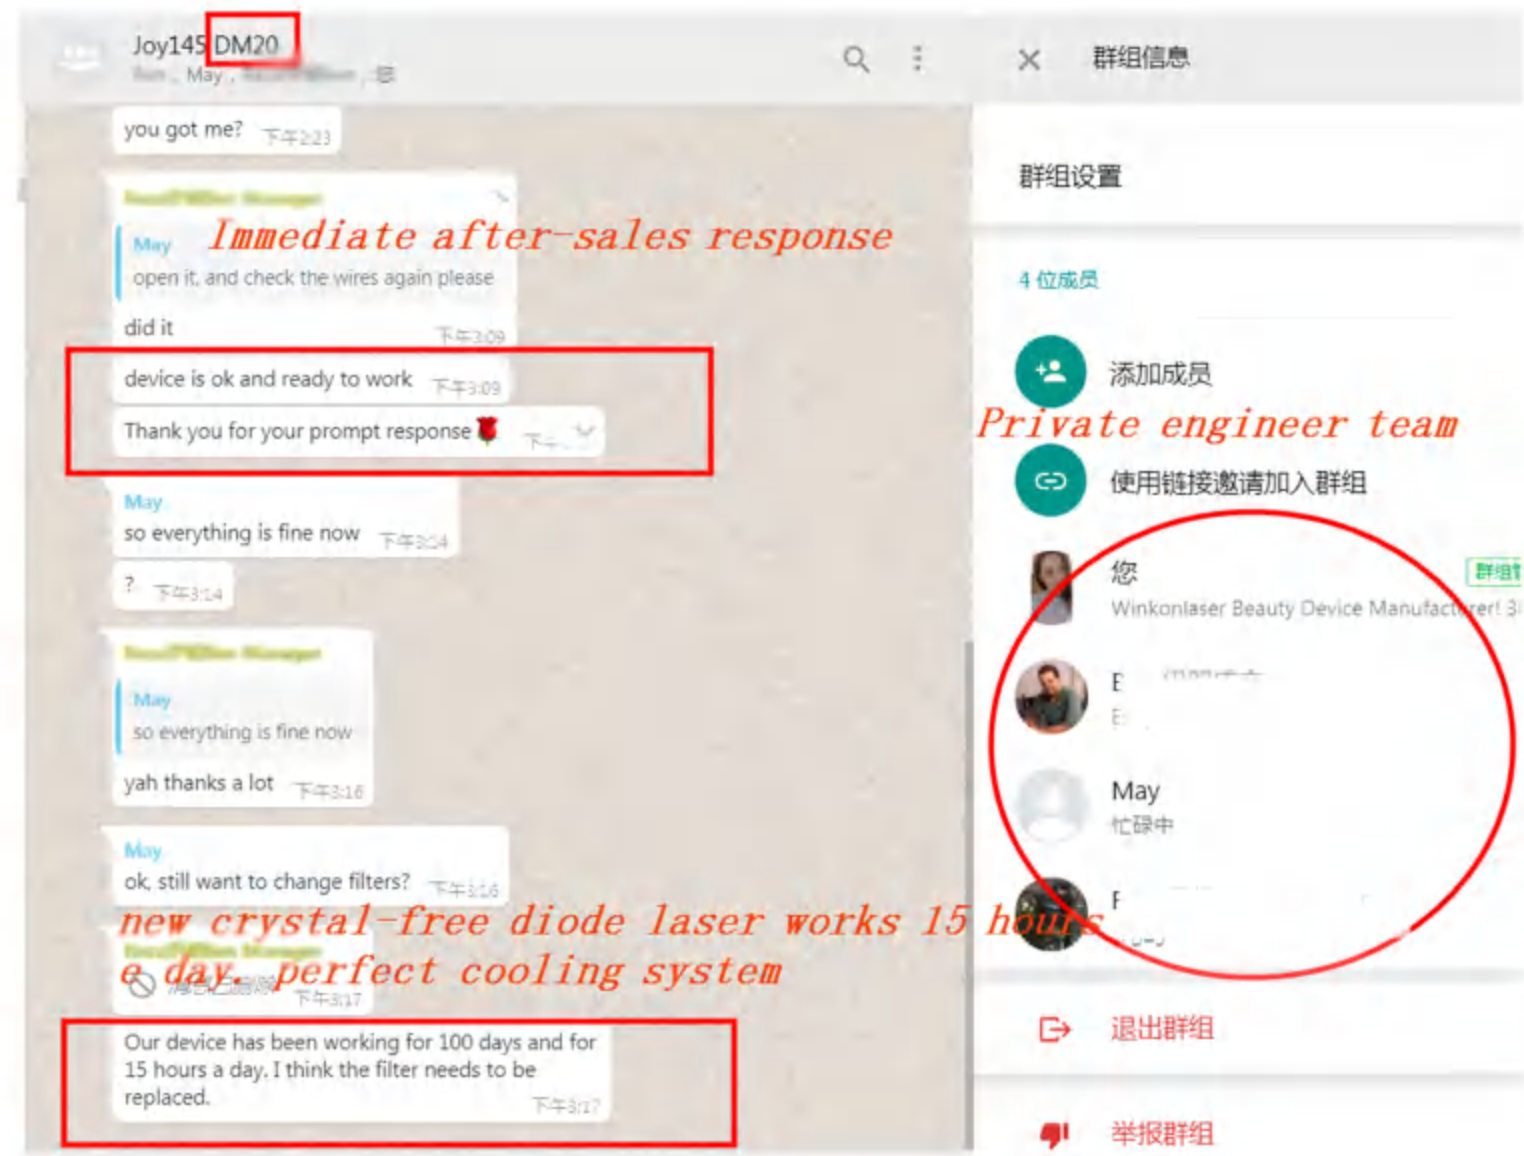 Joy145 DM20
May
您
群组信息
you got me?
下午2:23
群组设置
Manager
Immediate after-sales response
May
open it, and check the wires again please
4 位成员
did it
下午3:09
device is ok and ready to work
下午3:09
添加成员
Thank you for your prompt response
Private engineer team
使用链接邀请加入群组
May
so everything is fine now
下午3:14
?
下午3:14
您
群组
Winkonlaser Beauty Device Manufacturer!
Manager
May
so everything is fine now
yah thanks a lot
下午3:16
May
忙碌中
May
ok, still want to change filters?
下午3:16
new crystal-free diode laser works 15 hours
e day. perfect cooling system
下午3:17
Our device has been working for 100 days and for
15 hours a day. I think the filter needs to be
replaced.
下午3:17
退出群组
举报群组